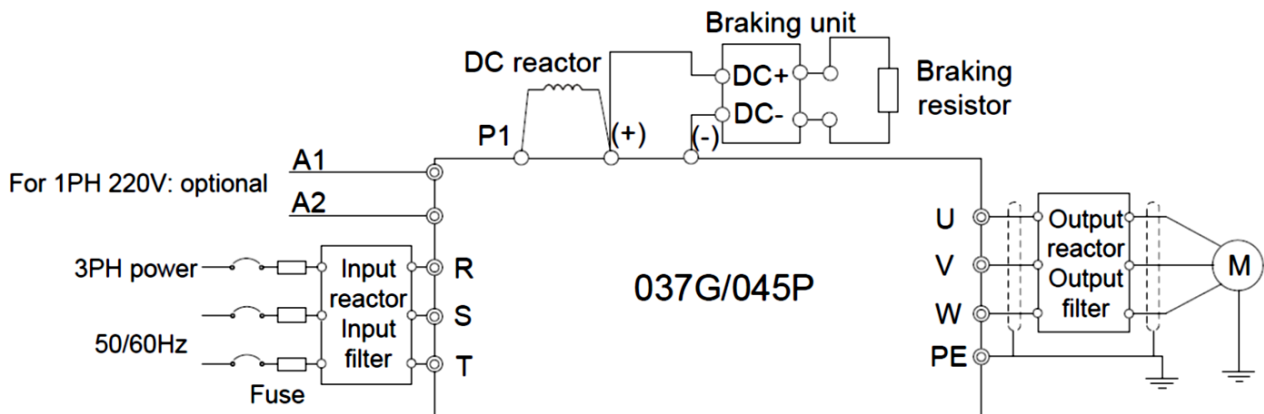 Braking unit
DC reactor
DC+
DC-
Braking
resistor
P1
(+)
(-)
A1
For 1PH 220V: optional
A2
3PH power
50/60Hz
Fuse
Input
reactor
Input
filter
R
S
T
037G/045P
U
V
W
PE
Output
reactor
Output
filter
M